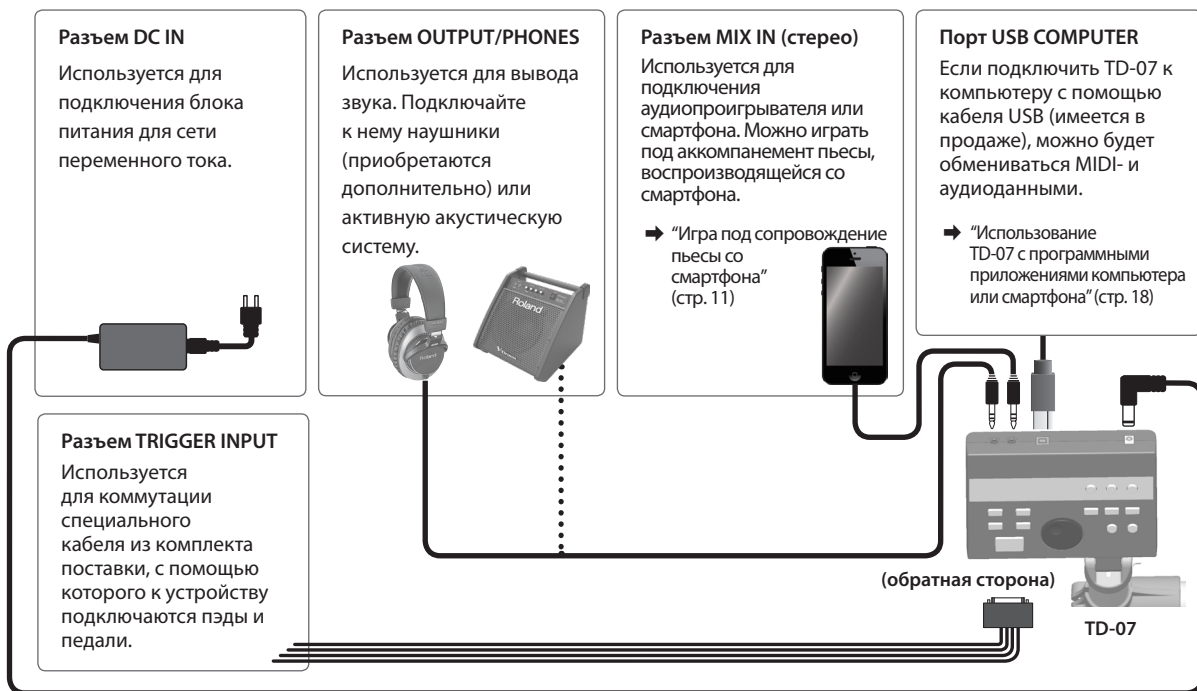 Разъем DC IN
Используется для
подключения блока
питания для сети
переменного тока.
Разъем OUTPUT/PHONES
Используется для вывода
звука. Подключайте
к нему наушники
(приобретаются
дополнительно) или
активную акустическую
систему.
Roland
Roland
Разъем MIX IN (стерео)
Используется для
подключения
аудиопроигрывателя или
смартфона. Можно играть
под аккомпанемент пьесы,
воспроизводящейся со
смартфона.
➡ “Игра под сопровождение
пьесы со
смартфона”
(стр. 11)
Порт USB COMPUTER
Если подключить TD-07 к
компьютеру с помощью
кабеля USB (имеется в
продаже), можно будет
обмениваться MIDI- и
аудиоданными.
➡ “Использование
TD-07 с программными
приложениями компьютера
или смартфона” (стр. 18)
Разъем TRIGGER INPUT
Используется
для коммутации
специального
кабеля из комплекта
поставки, с помощью
которого к устройству
подключаются пэды и
педали.
(обратная сторона)
TD-07